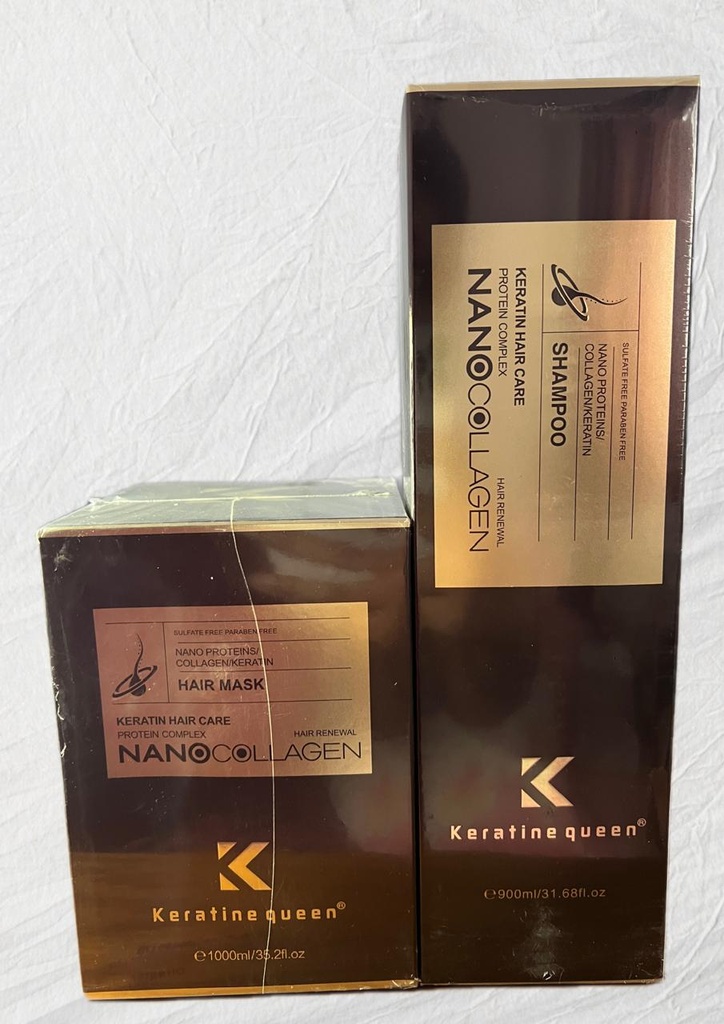 SULFATE FREE PARABEN FREE
NANO PROTEINS/
COLLAGEN/KERATIN
HAIR MASK
KERATIN HAIR CARE
PROTEIN COMPLEX
HAIR RENEWAL
NANOCOLLAGEN
K
Keratine queen®
℮1000ml/35.2fl.oz
SULFATE FREE PARABEN FREE
NANO PROTEINS/
COLLAGEN/KERATIN
SHAMPOO
KERATIN HAIR CARE
PROTEIN COMPLEX
HAIR RENEWAL
NANOCOLLAGEN
K
Keratine queen®
℮900ml/31.68fl.oz